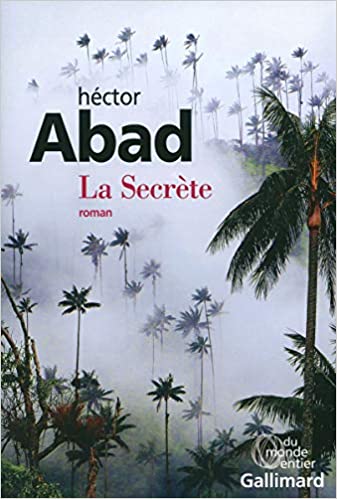 héctor
Abad
La Secrète
roman
du
monde
entier
Gallimard